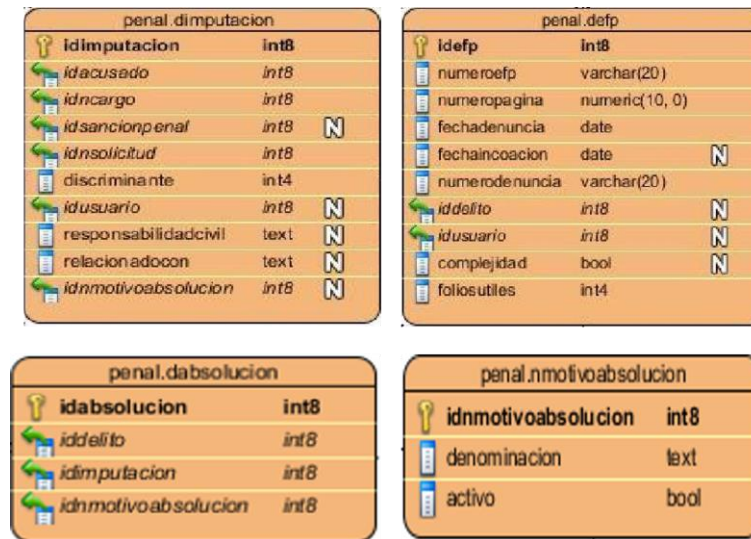 penal.dimputacion
idimputacion int8
idacusado int8
idncargo int8
idsancionpenal int8 N
idnsolicitud int8
discriminante int4
idusuario int8 N
responsabilidadcivil text N
relacionadocon text N
idnmotivoabsolucion int8 N
penal.defp
idefp int8
numeroefp varchar(20)
numeropagina numeric(10, 0)
fechadenuncia date
fechaincoacion date N
numerodenuncia varchar(20)
iddelito int8 N
idusuario int8 N
complejidad bool N
foliosutiles int4
penal.dabsolucion
idabsolucion int8
iddelito int8
idimputacion int8
idnmotivoabsolucion int8
penal.nmotivoabsolucion
idnmotivoabsolucion int8
denominacion text
activo bool